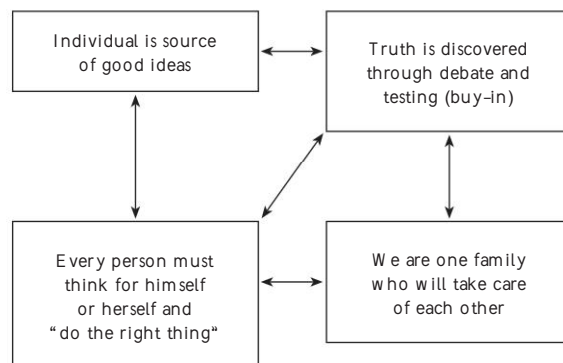 Individual is source
of good ideas
Truth is discovered
through debate and
testing (buy-in)
Every person must
think for himself
or herself and
“do the right thing”
We are one family
who will take care
of each other